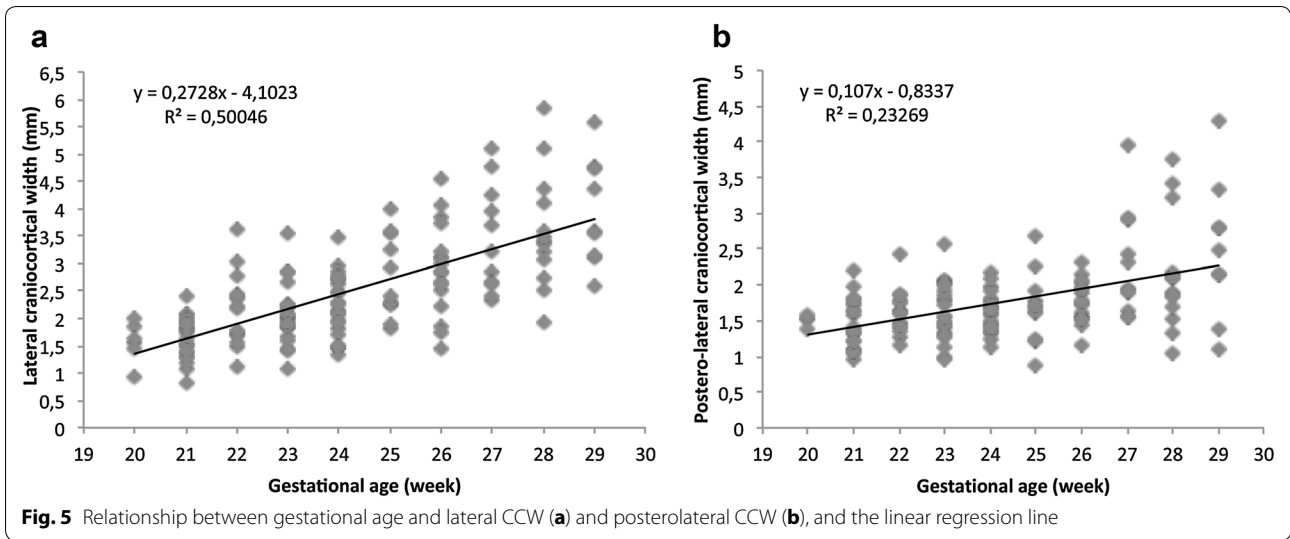 a
y = 0,2728x - 4,1023
R² = 0,50046
Lateral craniocortical width (mm)
6,5
6
5,5
5
4,5
4
3,5
3
2,5
2
1,5
1
0,5
0
19 20 21 22 23 24 25 26 27 28 29 30
Gestational age (week)
b
y = 0,107x - 0,8337
R² = 0,23269
Postero-lateral craniocortical width (mm)
5
4,5
4
3,5
3
2,5
2
1,5
1
0,5
0
19 20 21 22 23 24 25 26 27 28 29 30
Gestational age (week)
Fig. 5 Relationship between gestational age and lateral CCW (a) and posterolateral CCW (b), and the linear regression line